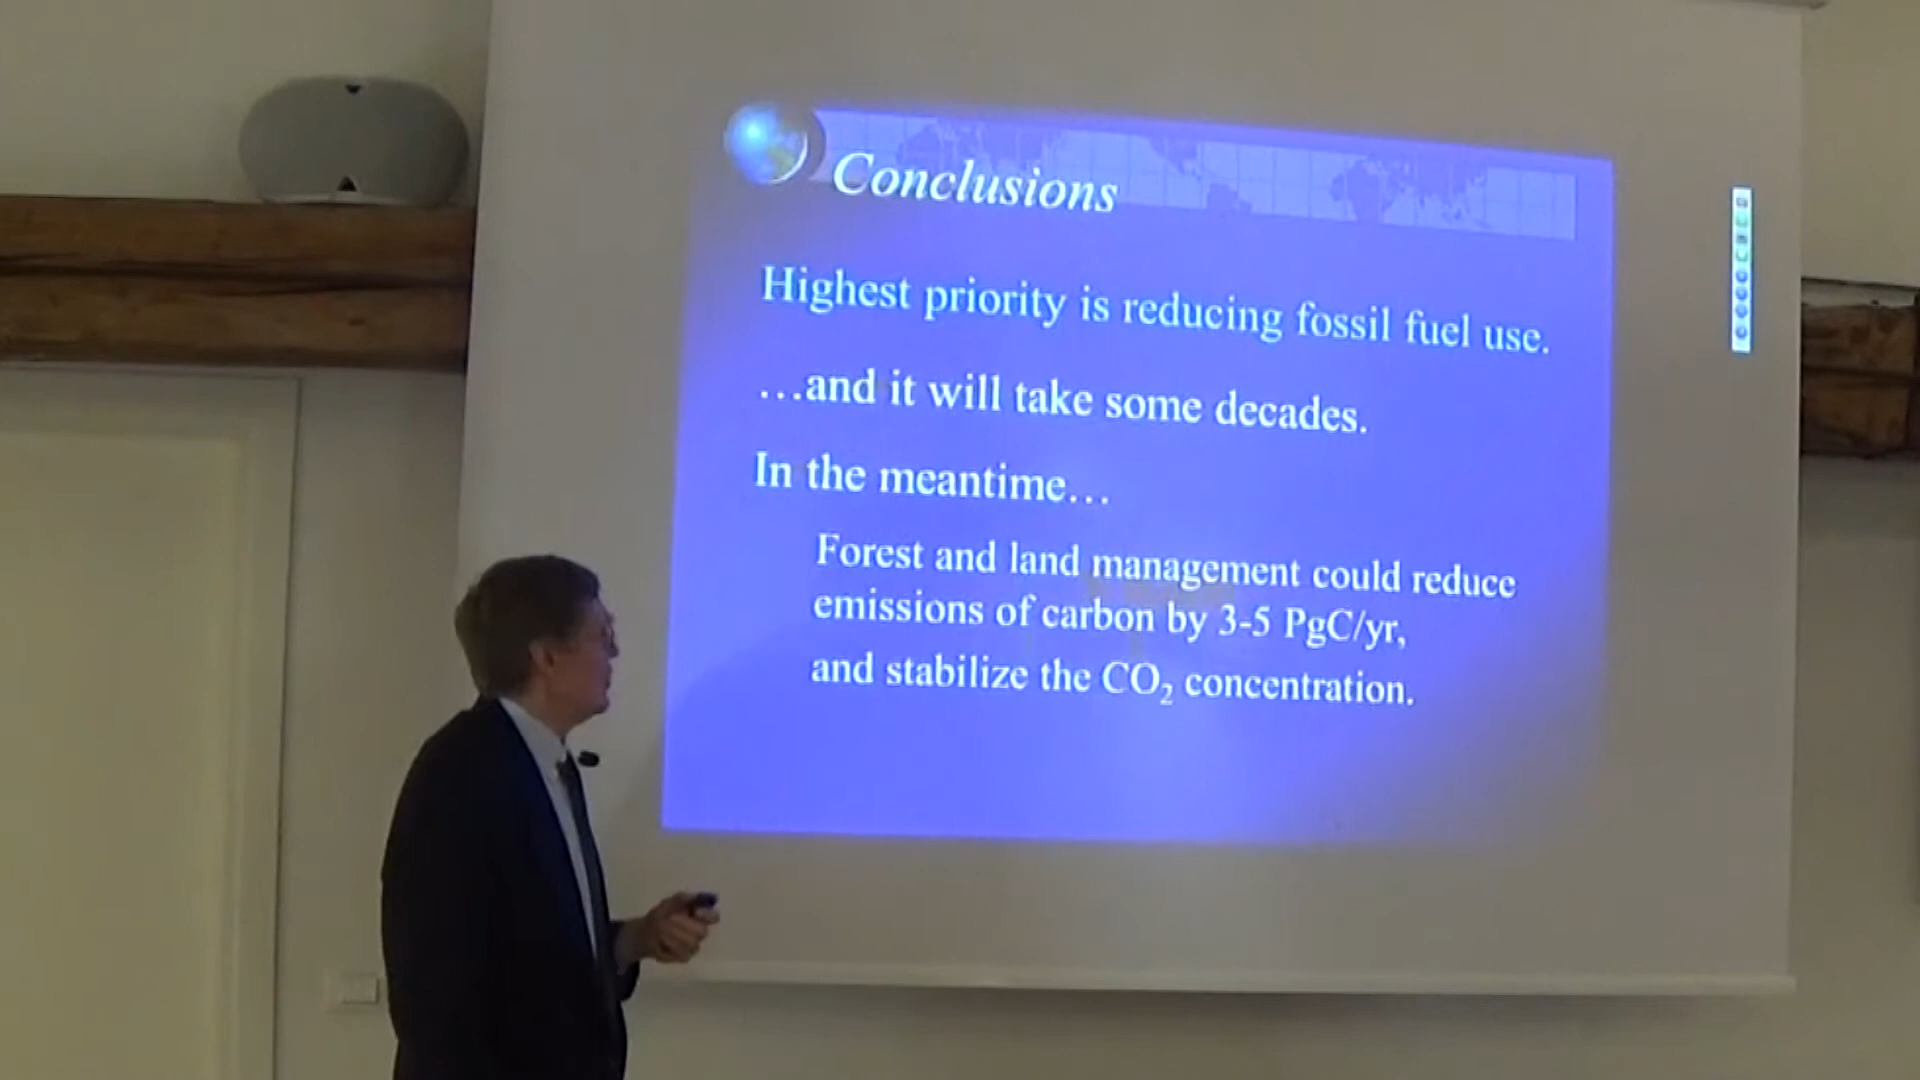 Conclusions
Highest priority is reducing fossil fuel use.
…and it will take some decades.
In the meantime…
Forest and land management could reduce
emissions of carbon by 3-5 PgC/yr,
and stabilize the CO₂ concentration.